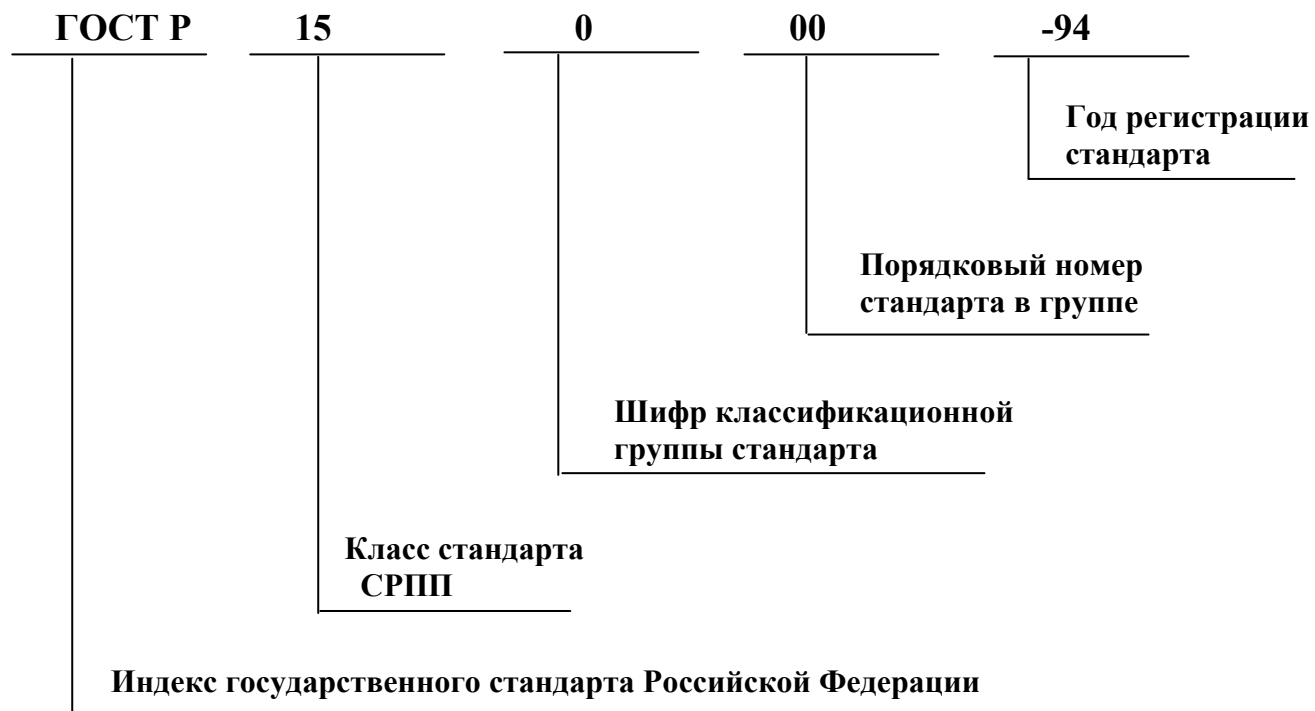 ГОСТ Р 15 0 00 -94
Год регистрации
стандарта
Порядковый номер
стандарта в группе
Шифр классификационной
группы стандарта
Класс стандарта
СРПП
Индекс государственного стандарта Российской Федерации